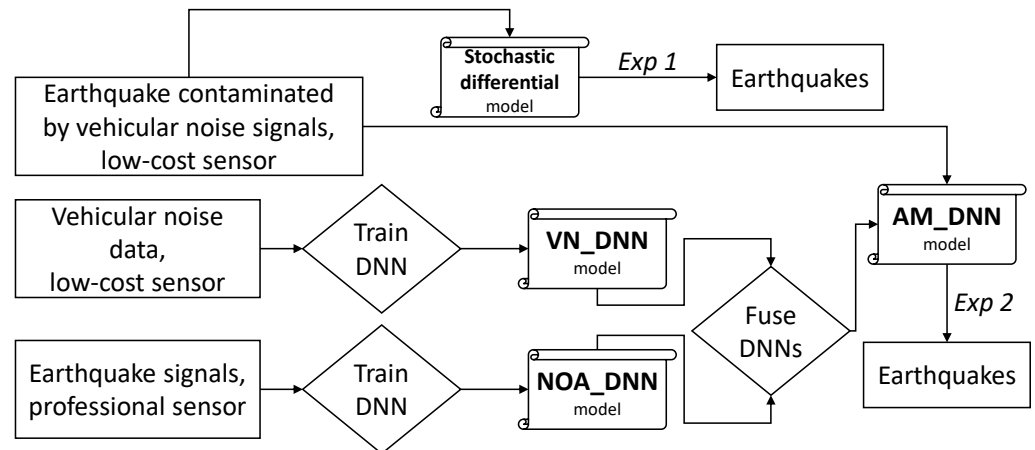 Stochastic
differential
model
Exp 1
Earthquakes
Earthquake contaminated
by vehicular noise signals,
low-cost sensor
Vehicular noise
data,
low-cost sensor
Train
DNN
VN_DNN
model
AM_DNN
model
Exp 2
Fuse
DNNs
Earthquakes
Earthquake signals,
professional sensor
Train
DNN
NOA_DNN
model